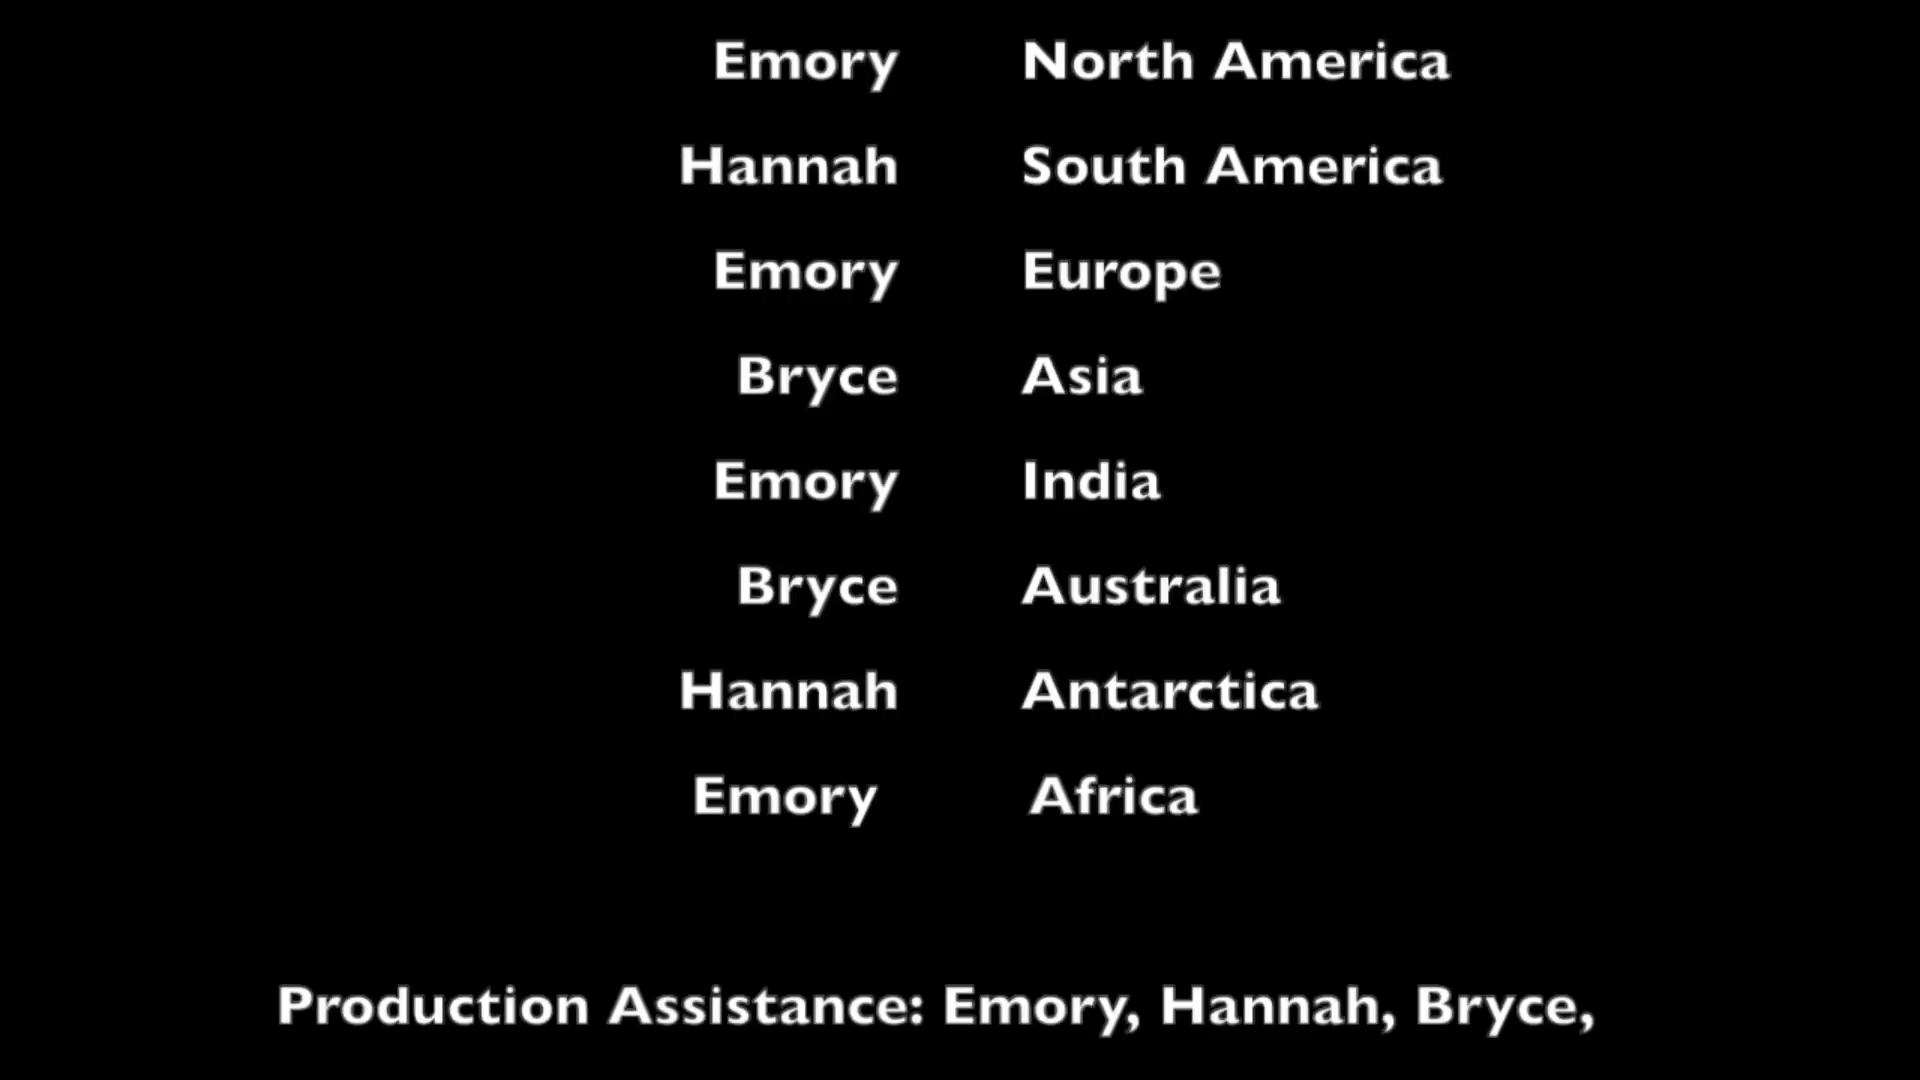 Emory North America
Hannah South America
Emory Europe
Bryce Asia
Emory India
Bryce Australia
Hannah Antarctica
Emory Africa
Production Assistance: Emory, Hannah, Bryce,